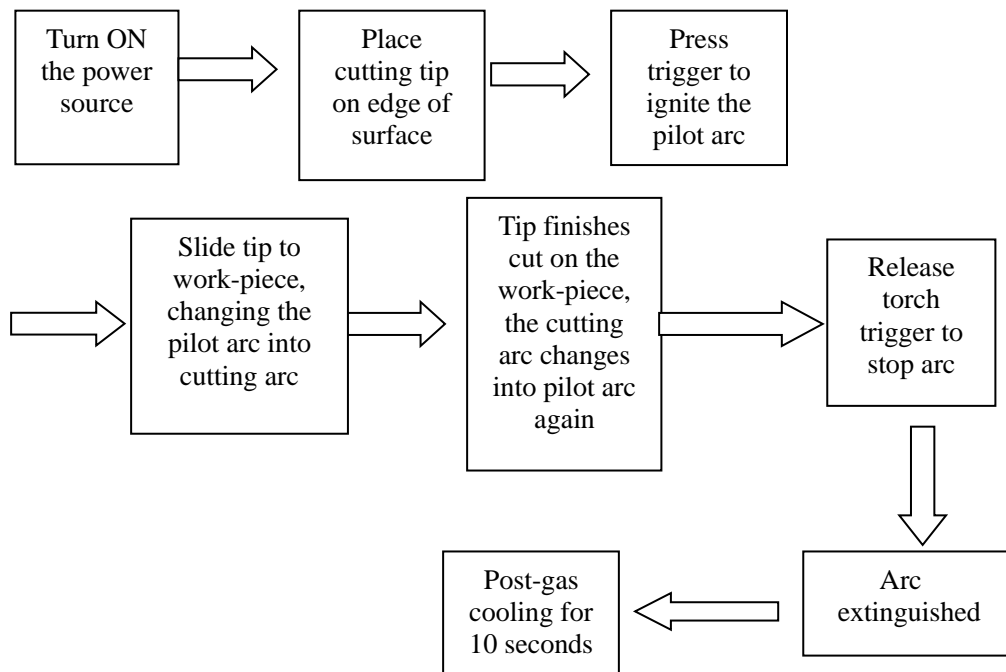 Turn ON
the power
source
Place
cutting tip
on edge of
surface
Press
trigger to
ignite the
pilot arc
Slide tip to
work-piece,
changing the
pilot arc into
cutting arc
Tip finishes
cut on the
work-piece,
the cutting
arc changes
into pilot arc
again
Release
torch
trigger to
stop arc
Arc
extinguished
Post-gas
cooling for
10 seconds